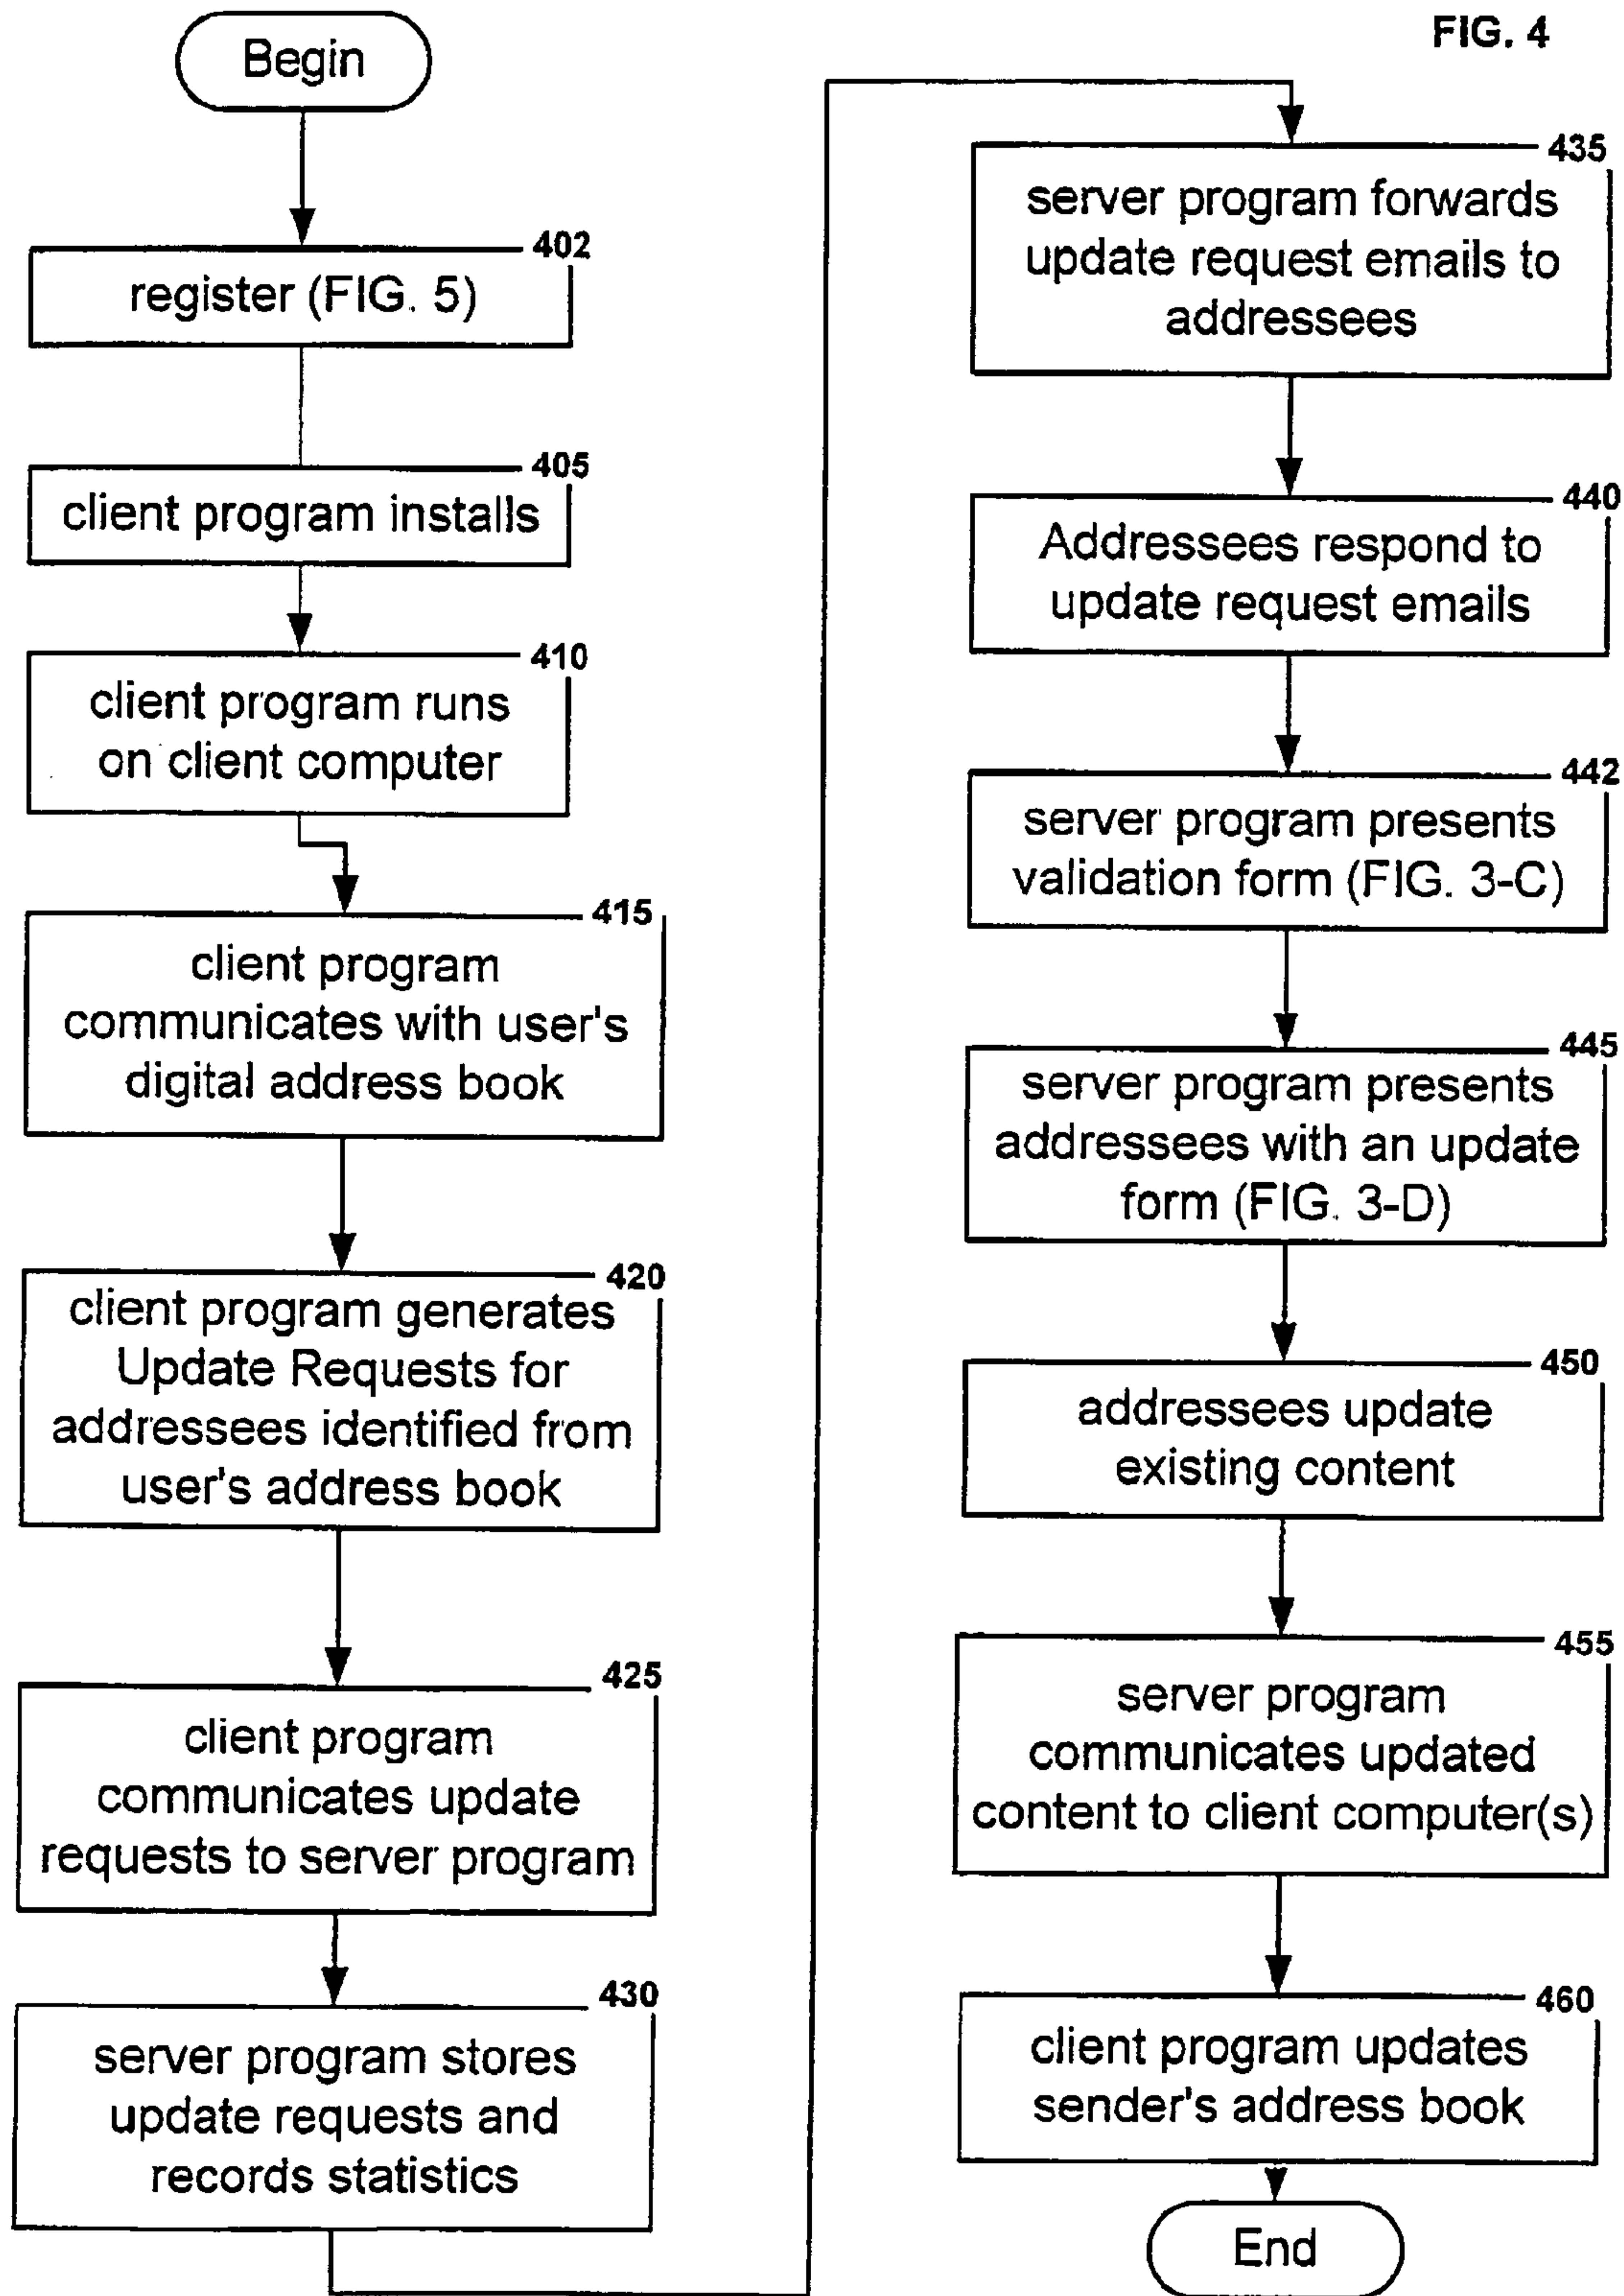 FIG. 4
Begin
402
register (FIG. 5)
405
client program installs
410
client program runs
on client computer
415
client program
communicates with user's
digital address book
420
client program generates
Update Requests for
addressees identified from
user's address book
425
client program
communicates update
requests to server program
430
server program stores
update requests and
records statistics
435
server program forwards
update request emails to
addressees
440
Addressees respond to
update request emails
442
server program presents
validation form (FIG. 3-C)
445
server program presents
addressees with an update
form (FIG. 3-D)
450
addressees update
existing content
455
server program
communicates updated
content to client computer(s)
460
client program updates
sender's address book
End